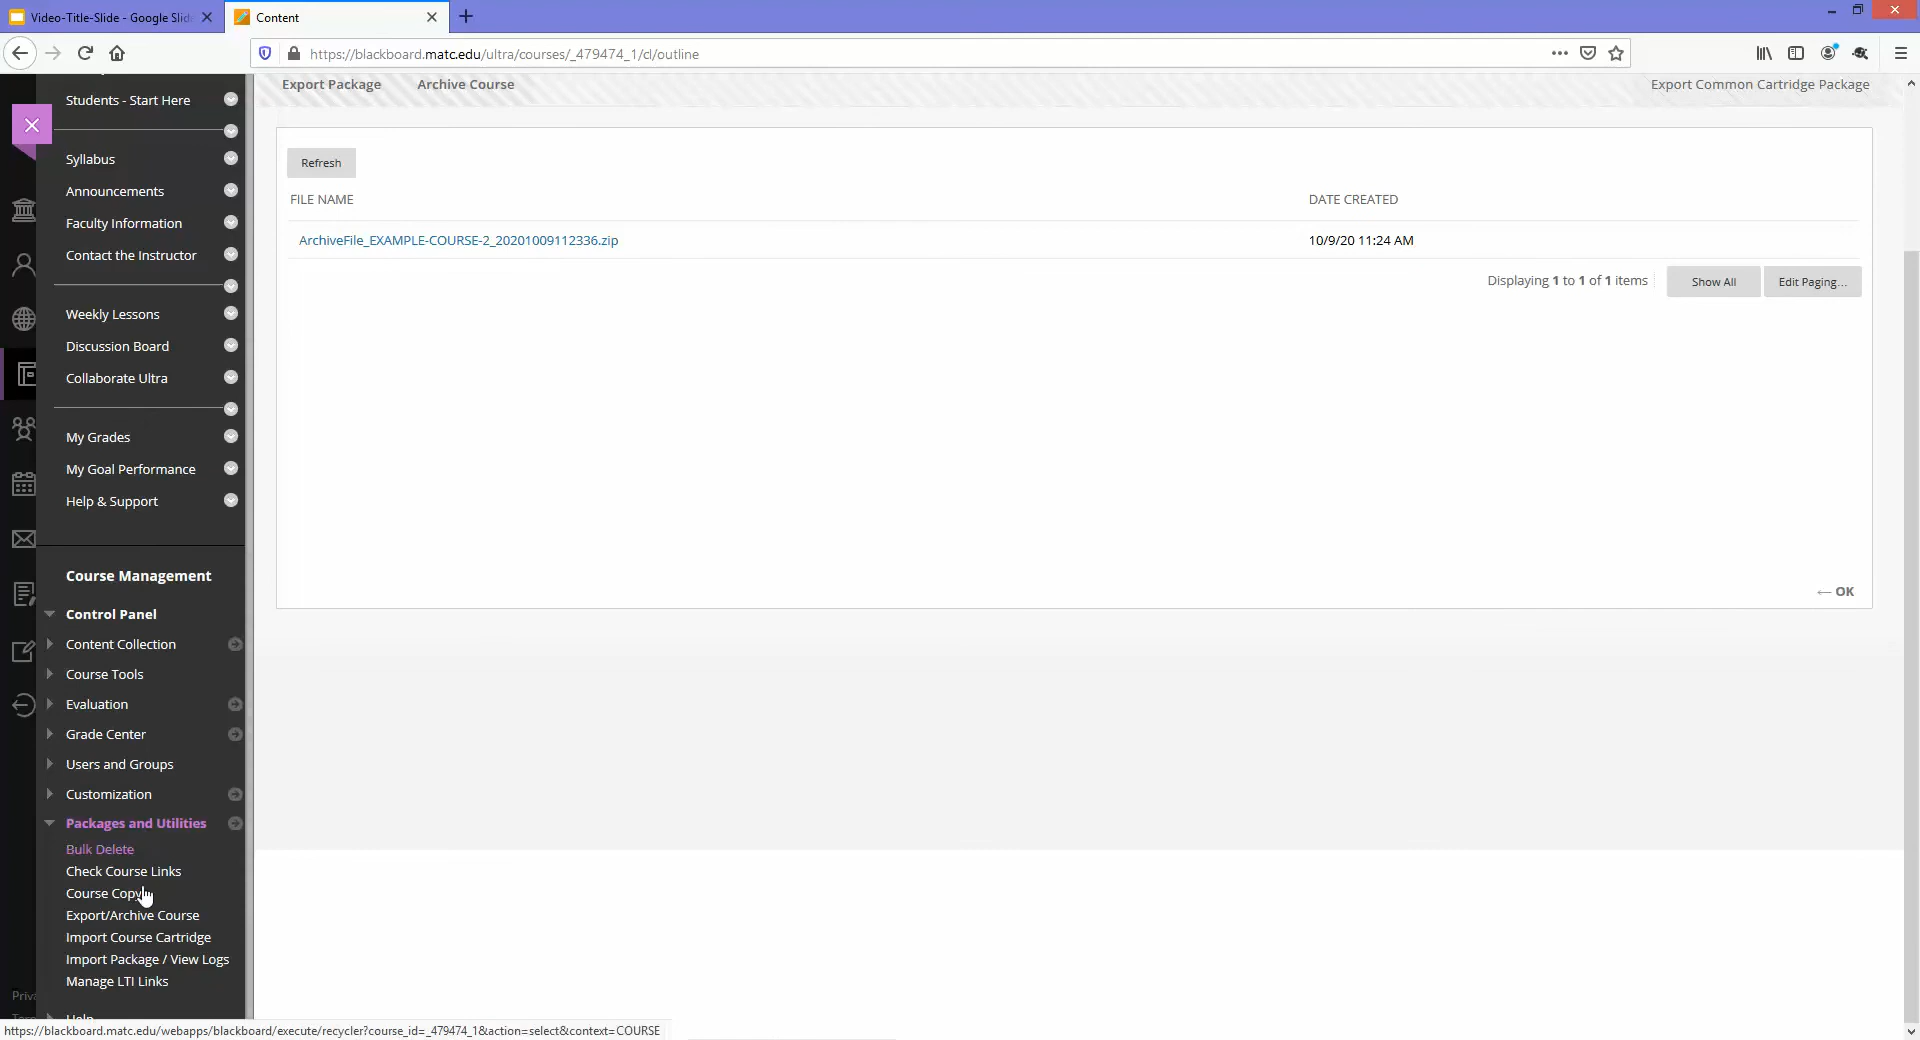 Video-Title-Slide - Google Slid
Content
https://blackboard.matc.edu/ultra/courses/_479474_1/cl/outline
Export Package
Archive Course
Export Common Cartridge Package
Students - Start Here
Syllabus
Announcements
Faculty Information
Contact the Instructor
Weekly Lessons
Discussion Board
Collaborate Ultra
My Grades
My Goal Performance
Help & Support
Course Management
Control Panel
Content Collection
Course Tools
Evaluation
Grade Center
Users and Groups
Customization
Packages and Utilities
Bulk Delete
Check Course Links
Course Copy
Export/Archive Course
Import Course Cartridge
Import Package / View Logs
Manage LTI Links
Help
Refresh
FILE NAME
DATE CREATED
ArchiveFile_EXAMPLE-COURSE-2_20201009112336.zip
10/9/20 11:24 AM
Displaying 1 to 1 of 1 items
Show All
Edit Paging...
← OK
Priva
https://blackboard.matc.edu/webapps/blackboard/execute/recycler?course_id=_479474_1&action=select&context=COURSE